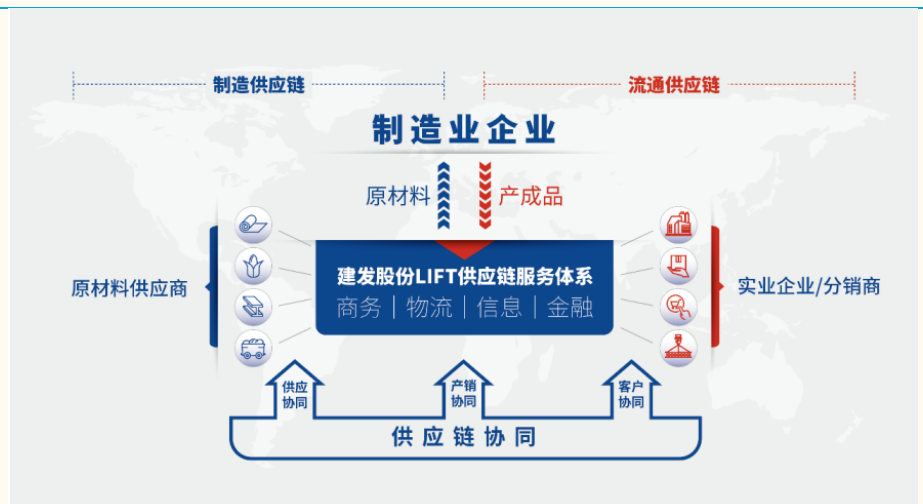 制造供应链
流通供应链
制造业企业
原材料
产成品
建发股份LIFT供应链服务体系
商务｜物流｜信息｜金融
原材料供应商
实业企业/分销商
供应
协同
产销
协同
客户
协同
供应链协同